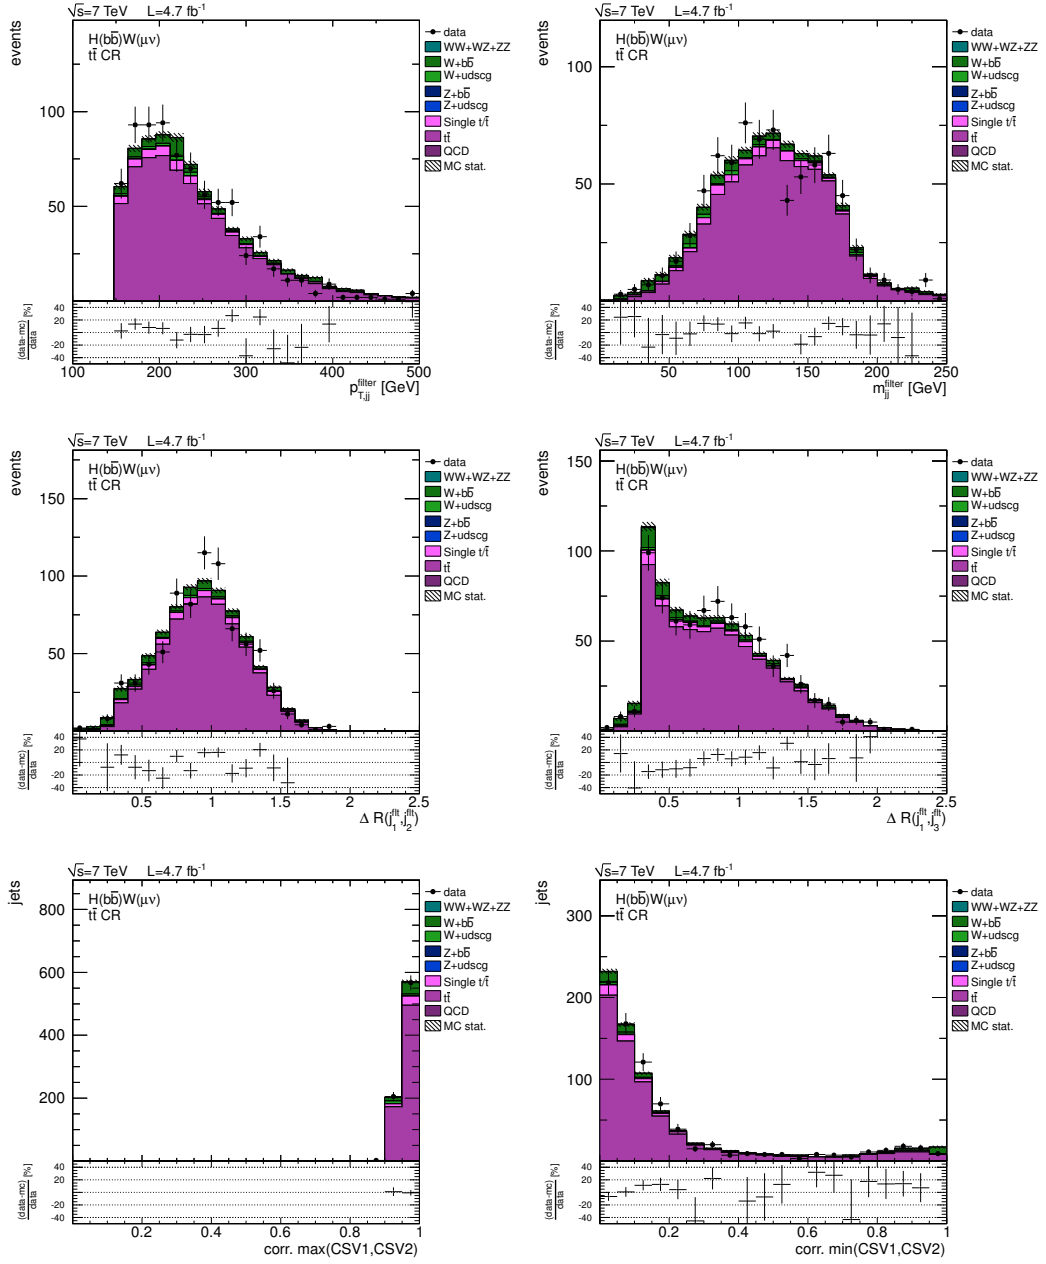 √s=7 TeV L=4.7 fb⁻¹
events
H(bb̅)W(μν)
tt̅ CR
data
WW+WZ+ZZ
W+bb̅
W+udscg
Z+bb̅
Z+udscg
Single t/t̅
tt̅
QCD
MC stat.
100
50
(data-mc)/data [%]
40
20
0
-20
-40
100 200 300 400 500
p_{T,jj}^{filter} [GeV]
√s=7 TeV L=4.7 fb⁻¹
events
H(bb̅)W(μν)
tt̅ CR
data
WW+WZ+ZZ
W+bb̅
W+udscg
Z+bb̅
Z+udscg
Single t/t̅
tt̅
QCD
MC stat.
100
50
(data-mc)/data [%]
40
20
0
-20
-40
50 100 150 200 250
m_{jj}^{filter} [GeV]
√s=7 TeV L=4.7 fb⁻¹
events
H(bb̅)W(μν)
tt̅ CR
data
WW+WZ+ZZ
W+bb̅
W+udscg
Z+bb̅
Z+udscg
Single t/t̅
tt̅
QCD
MC stat.
150
100
50
(data-mc)/data [%]
40
20
0
-20
-40
0.5 1 1.5 2 2.5
Δ R(j_1^{flt},j_2^{flt})
√s=7 TeV L=4.7 fb⁻¹
events
H(bb̅)W(μν)
tt̅ CR
data
WW+WZ+ZZ
W+bb̅
W+udscg
Z+bb̅
Z+udscg
Single t/t̅
tt̅
QCD
MC stat.
150
100
50
(data-mc)/data [%]
40
20
0
-20
-40
0.5 1 1.5 2 2.5
Δ R(j_1^{flt},j_3^{flt})
√s=7 TeV L=4.7 fb⁻¹
jets
H(bb̅)W(μν)
tt̅ CR
data
WW+WZ+ZZ
W+bb̅
W+udscg
Z+bb̅
Z+udscg
Single t/t̅
tt̅
QCD
MC stat.
800
600
400
200
(data-mc)/data [%]
40
20
0
-20
-40
0.2 0.4 0.6 0.8 1
corr. max(CSV1,CSV2)
√s=7 TeV L=4.7 fb⁻¹
jets
H(bb̅)W(μν)
tt̅ CR
data
WW+WZ+ZZ
W+bb̅
W+udscg
Z+bb̅
Z+udscg
Single t/t̅
tt̅
QCD
MC stat.
300
200
100
(data-mc)/data [%]
40
20
0
-20
-40
0.2 0.4 0.6 0.8 1
corr. min(CSV1,CSV2)